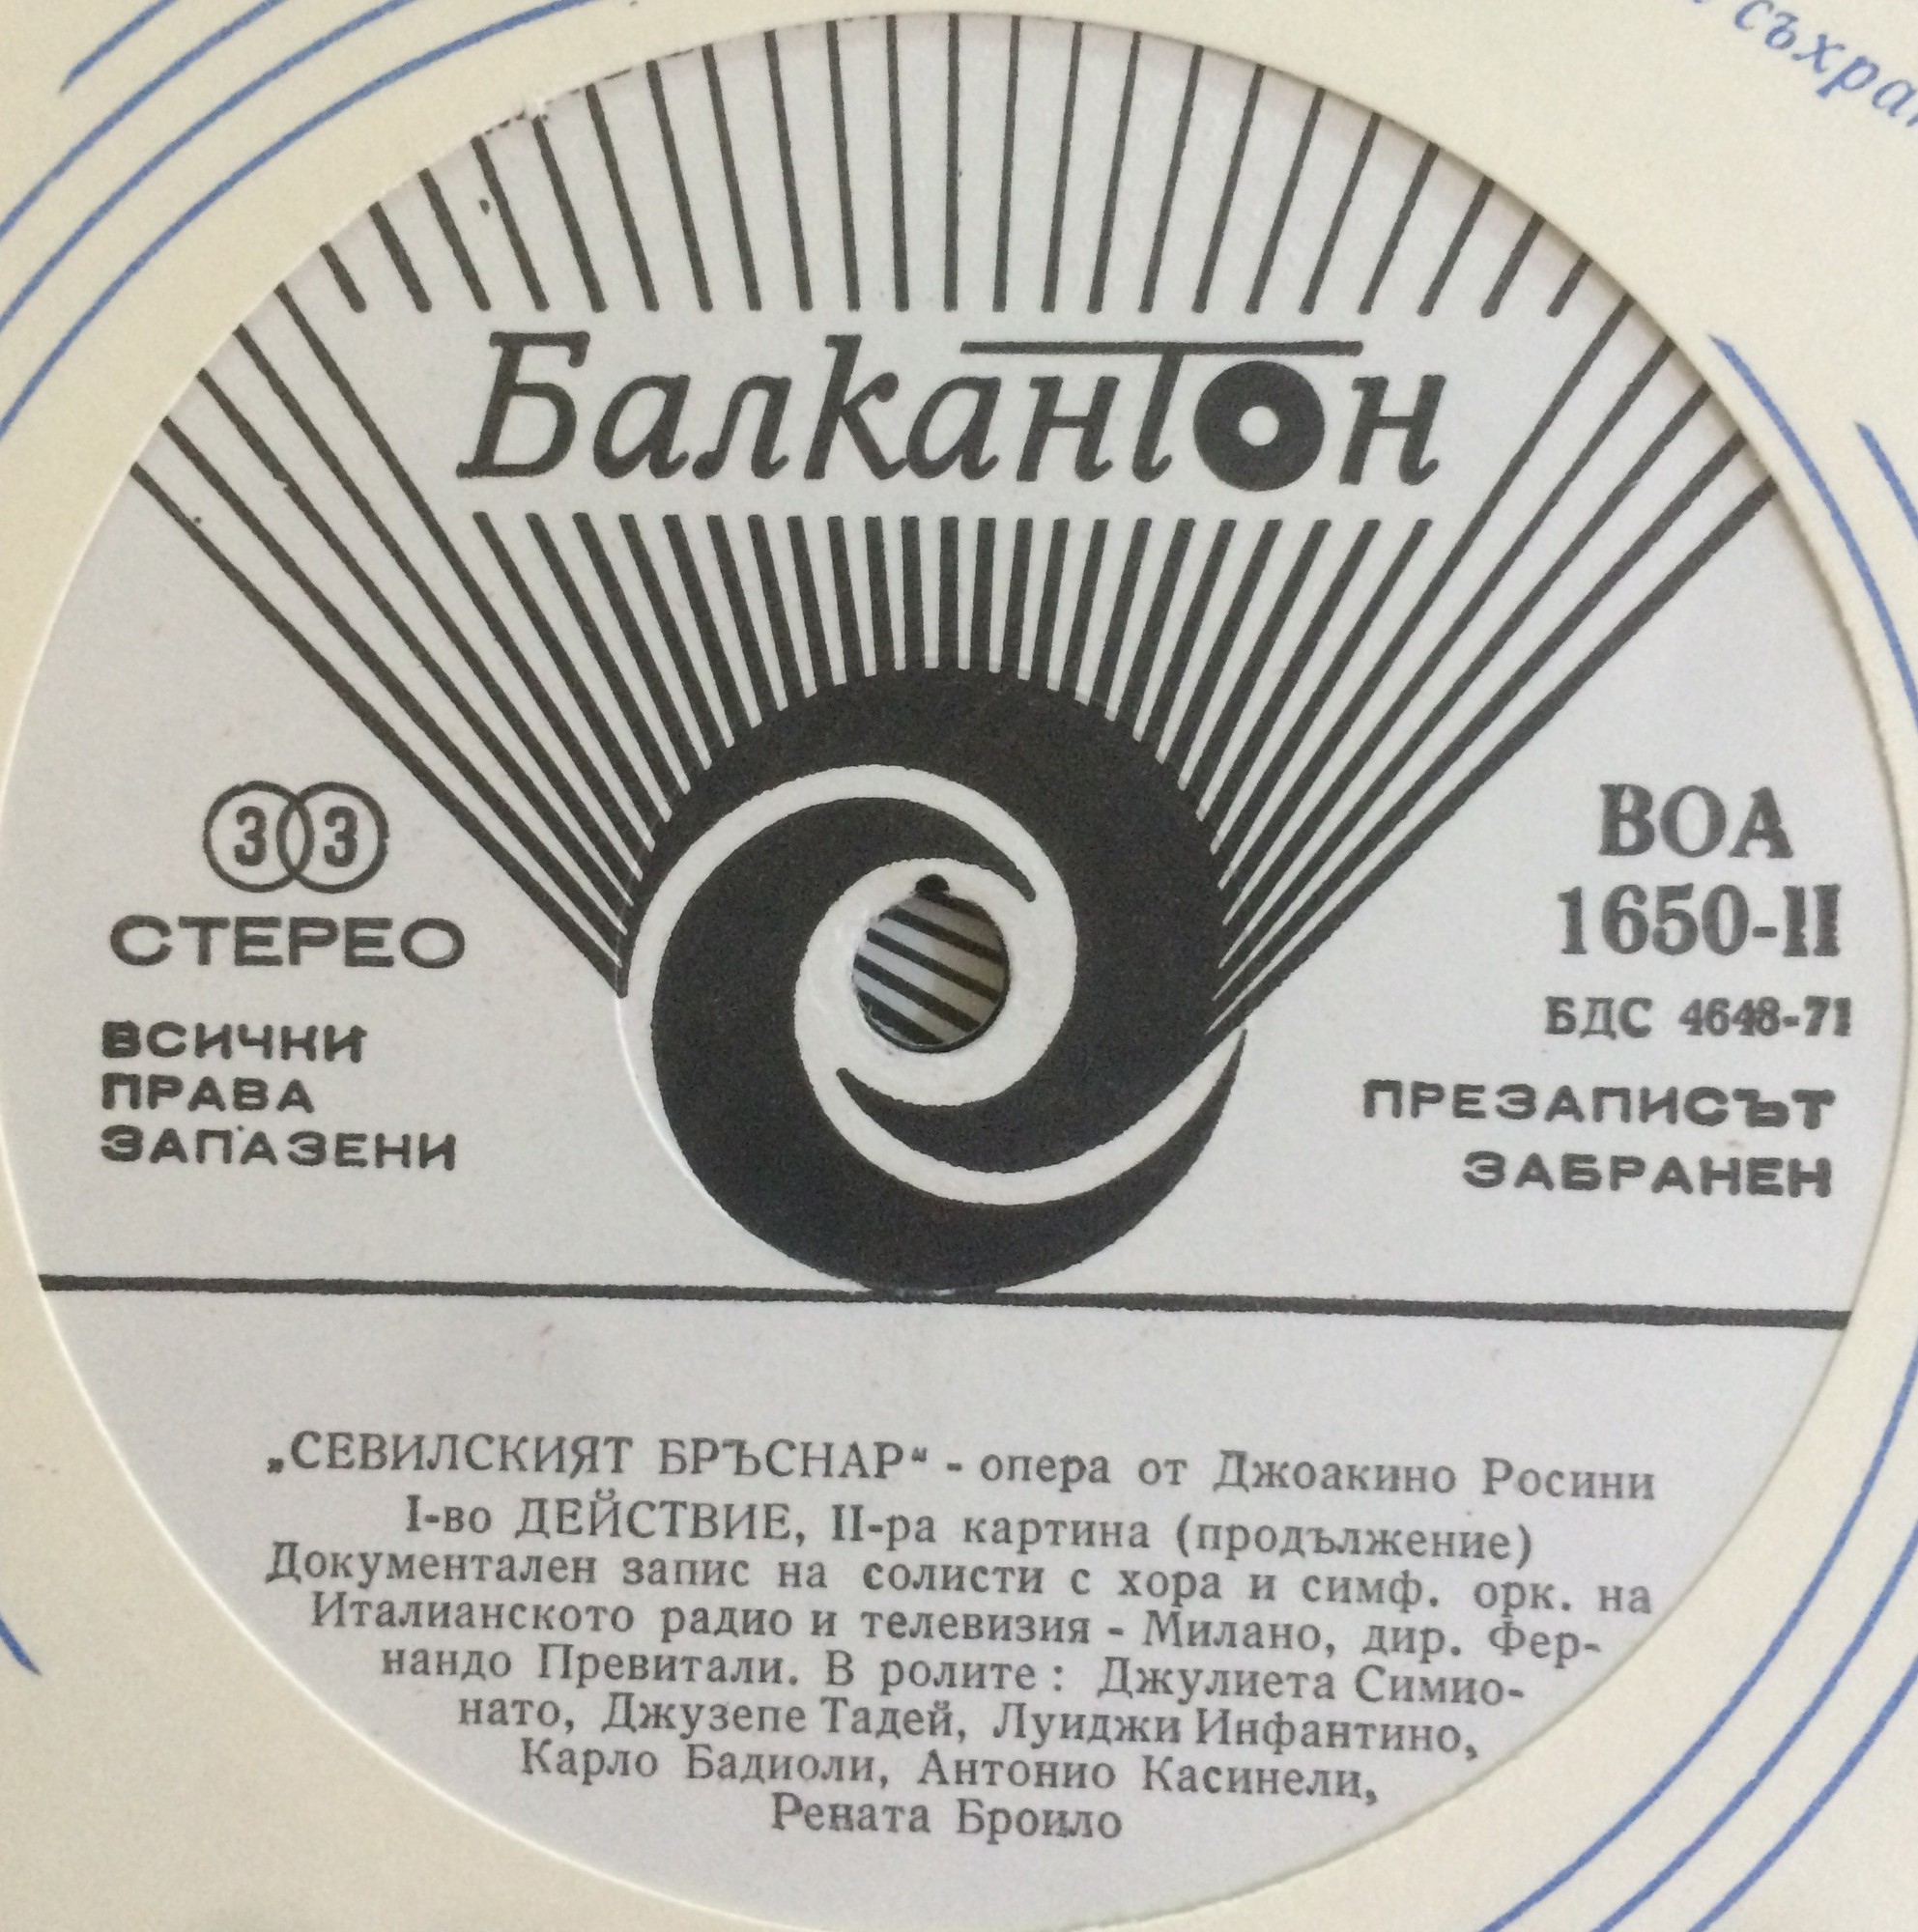 Балкантон
33
СТЕРЕО
ВСИЧКИ
ПРАВА
ЗАПАЗЕНИ
ВОА
1650-II
БДС 4648-71
ПРЕЗАПИСЪТ
ЗАБРАНЕН
„СЕВИЛСКИЯТ БРЪСНАР“ - опера от Джоакино Росини
I-во ДЕЙСТВИЕ, II-ра картина (продължение)
Документален запис на солисти с хора и симф. орк. на
Италианското радио и телевизия - Милано, дир. Фер-
нандо Превитали. В ролите: Джулиета Симио-
нато, Джузепе Тадей, Луиджи Инфантино,
Карло Бадиоли, Антонио Касинели,
Рената Броило